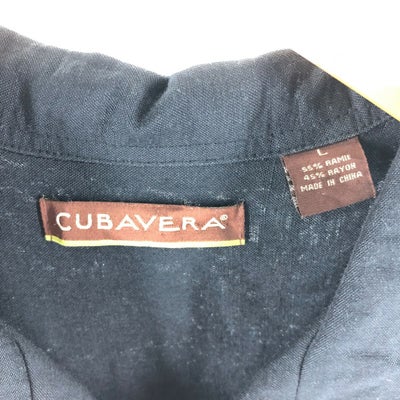 L
55% RAMIE
45% RAYON
MADE IN CHINA
CUBAVERA®